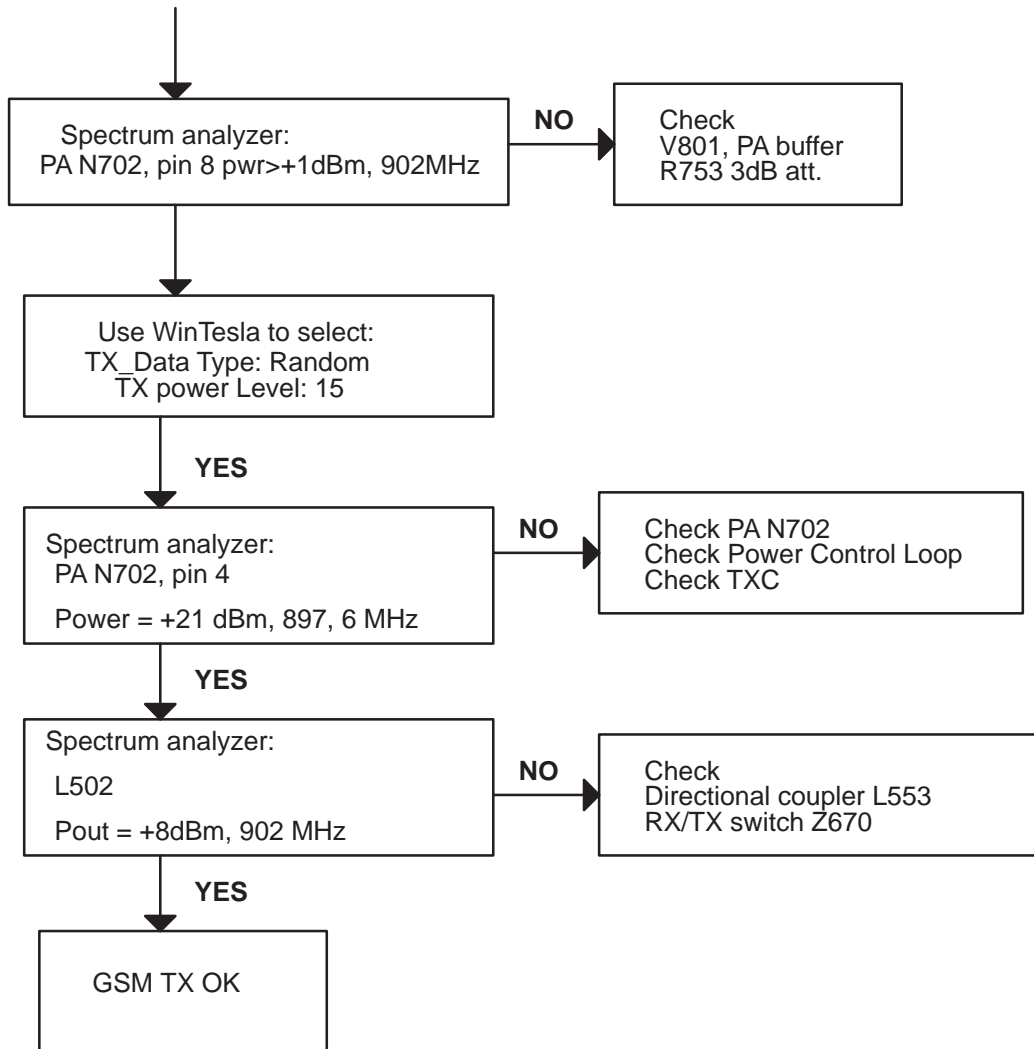 Spectrum analyzer:
PA N702, pin 8 pwr>+1dBm, 902MHz
NO
Check
V801, PA buffer
R753 3dB att.
Use WinTesla to select:
TX_Data Type: Random
TX power Level: 15
YES
Spectrum analyzer:
PA N702, pin 4
Power = +21 dBm, 897, 6 MHz
NO
Check PA N702
Check Power Control Loop
Check TXC
YES
Spectrum analyzer:
L502
Pout = +8dBm, 902 MHz
NO
Check
Directional coupler L553
RX/TX switch Z670
YES
GSM TX OK